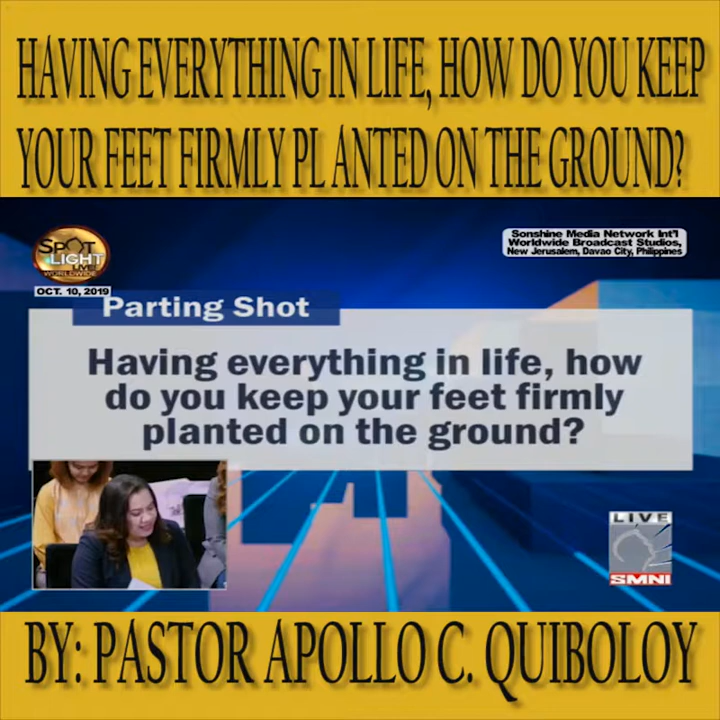 HAVING EVERYTHING IN LIFE, HOW DO YOU KEEP
YOUR FEET FIRMLY PLANTED ON THE GROUND?
SPOT
LIGHT
LIVE!
WORLDWIDE
OCT. 10, 2019
Sonshine Media Network Int'l
Worldwide Broadcast Studios,
New Jerusalem, Davao City, Philippines
Parting Shot
Having everything in life, how
do you keep your feet firmly
planted on the ground?
LIVE
SMNI
BY: PASTOR APOLLO C. QUIBOLOY